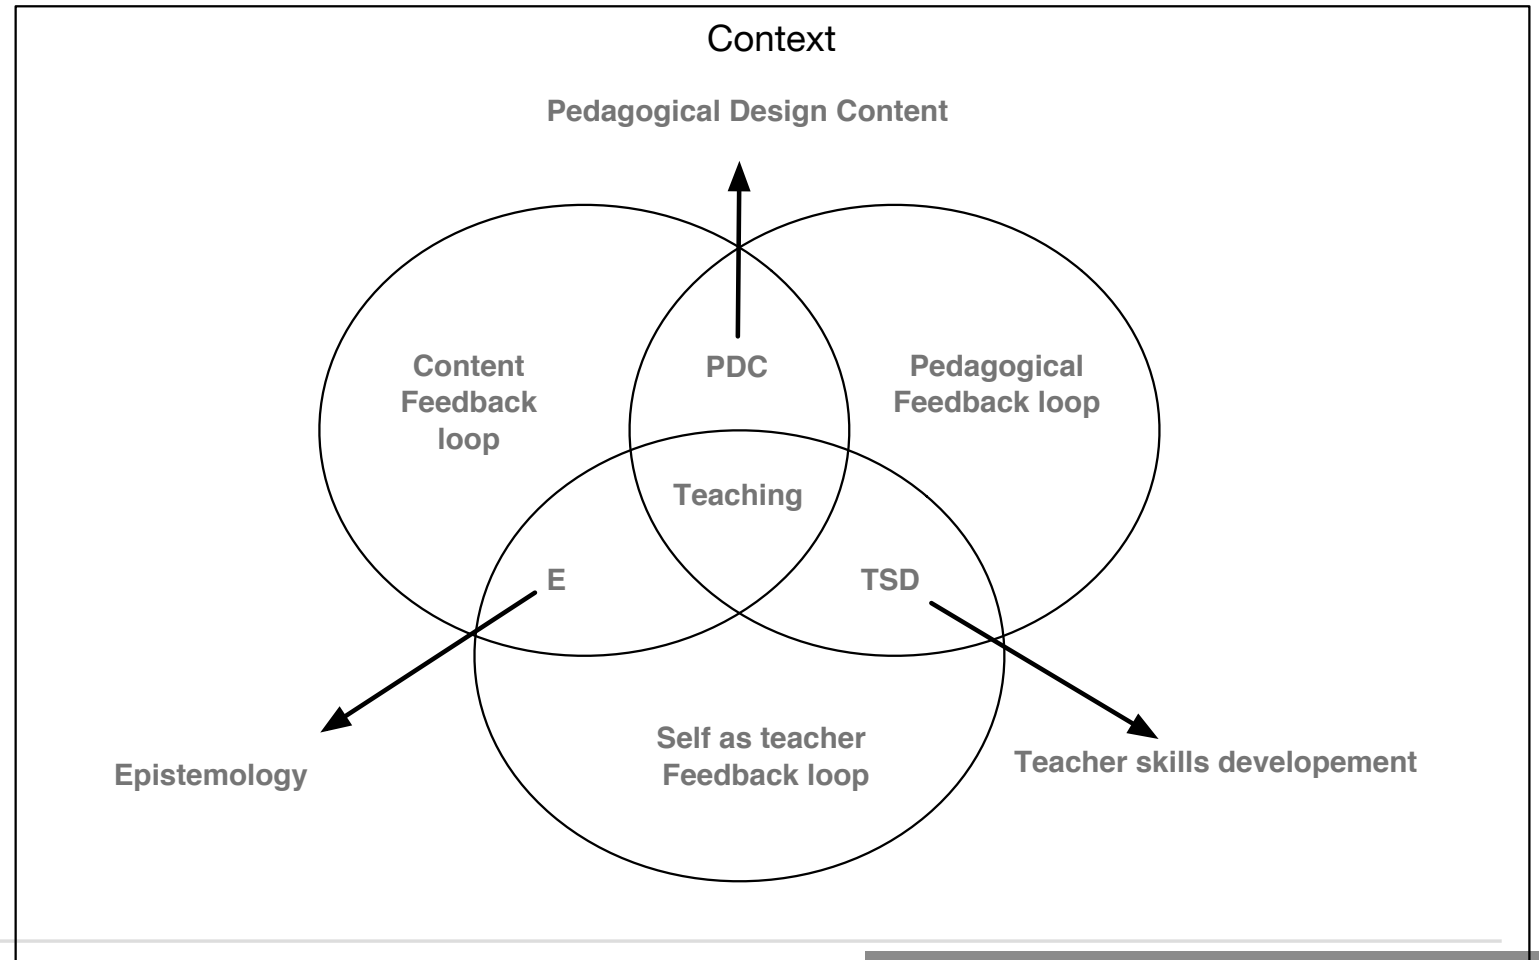 Context
Pedagogical Design Content
Content
Feedback
loop
PDC
Pedagogical
Feedback loop
Teaching
E
TSD
Self as teacher
Feedback loop
Epistemology
Teacher skills developement